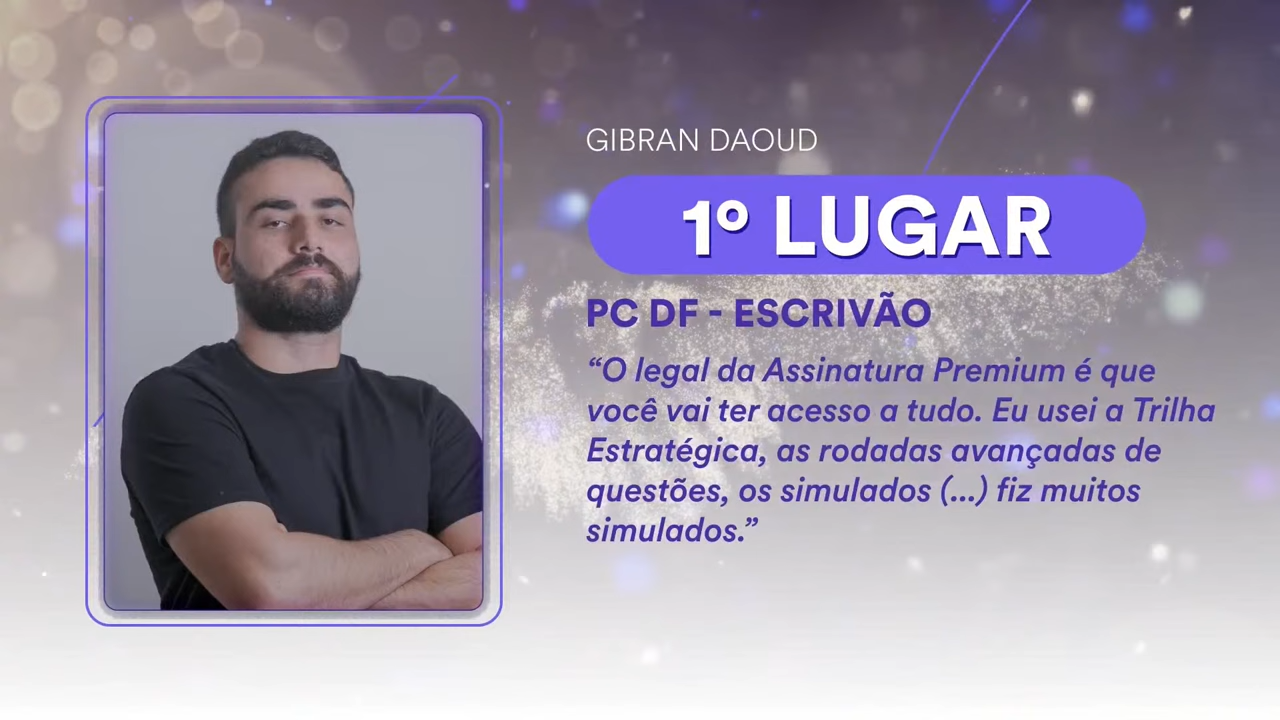 GIBRAN DAOUD
1º LUGAR
PC DF - ESCRIVÃO
“O legal da Assinatura Premium é que
você vai ter acesso a tudo. Eu usei a Trilha
Estratégica, as rodadas avançadas de
questões, os simulados (...) fiz muitos
simulados.”